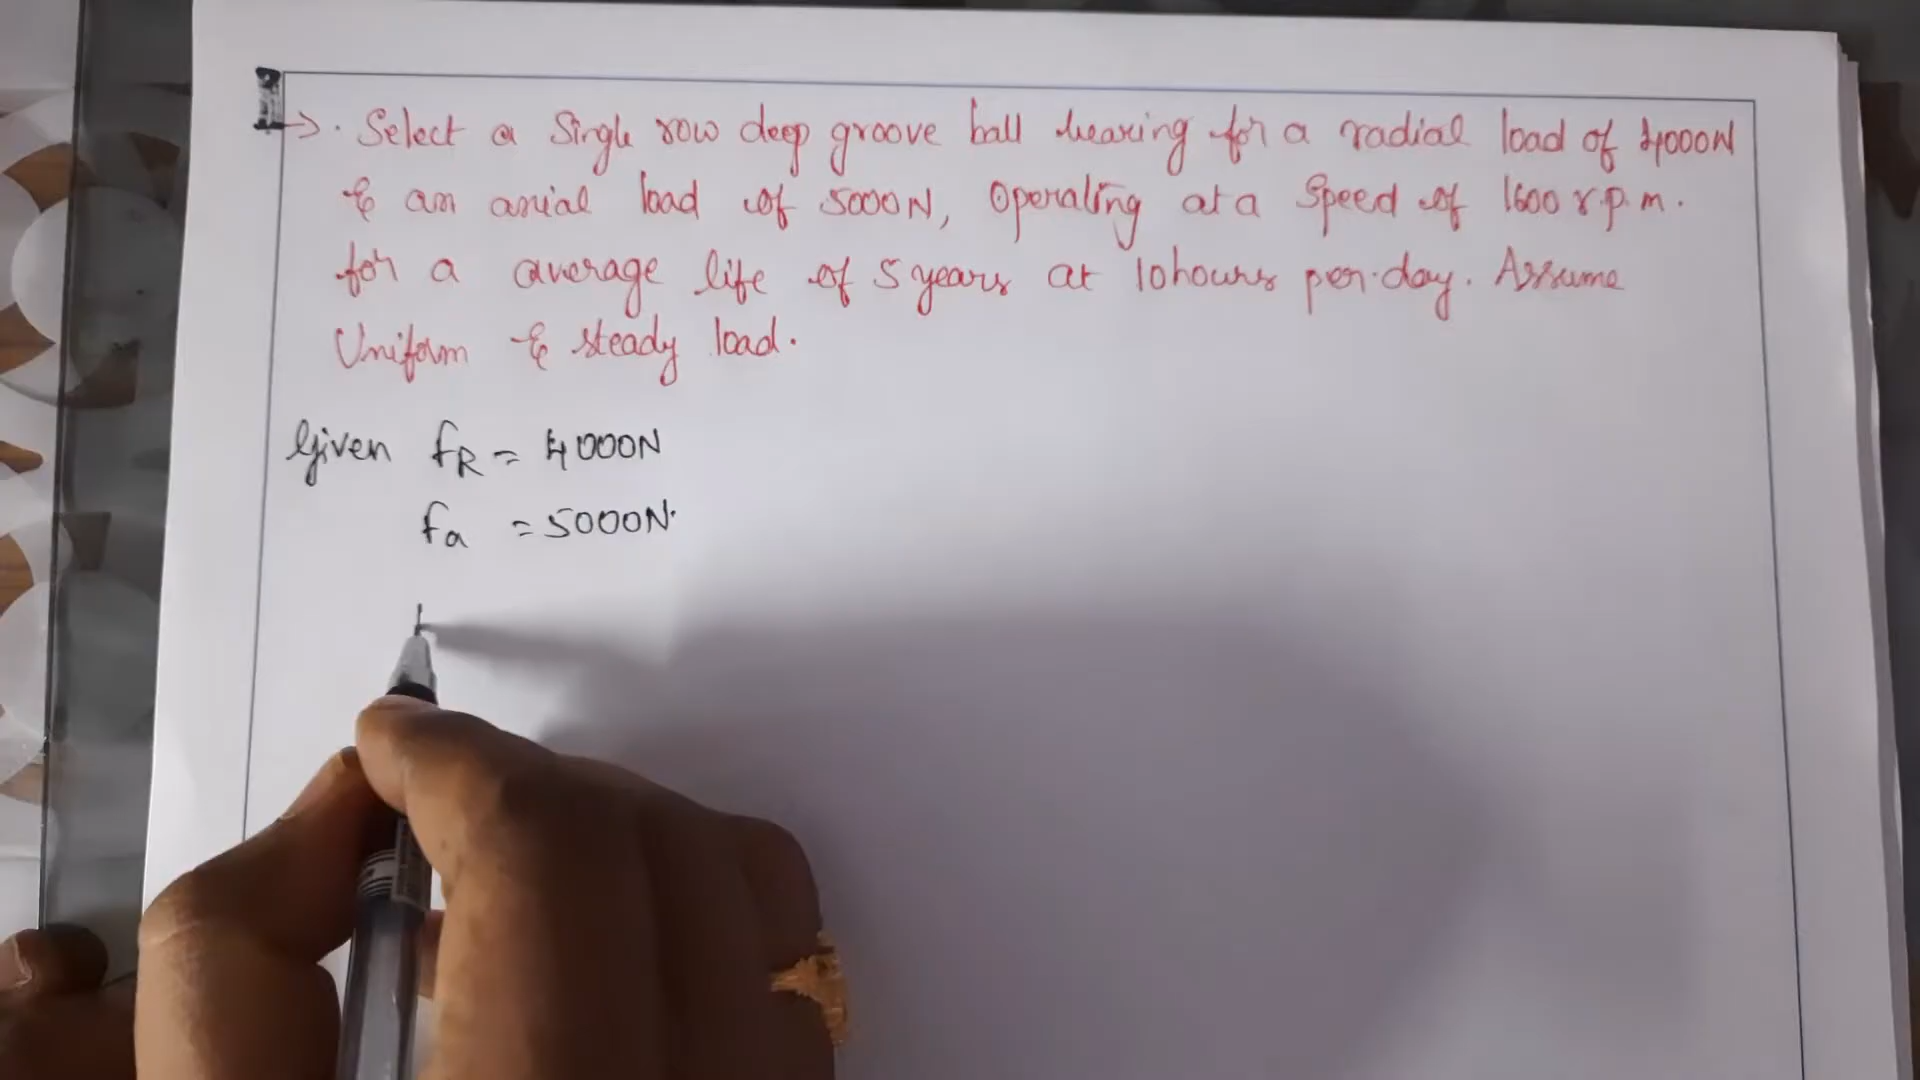 →. Select a Single row deep groove ball bearing for a radial load of 4000N
& an axial load of 5000N, Operating at a Speed of 1600 r.p.m.
for a average life of 5 years at 10 hours per.day. Assume
Uniform & steady load.
Given fR = 4000N
fa = 5000N.